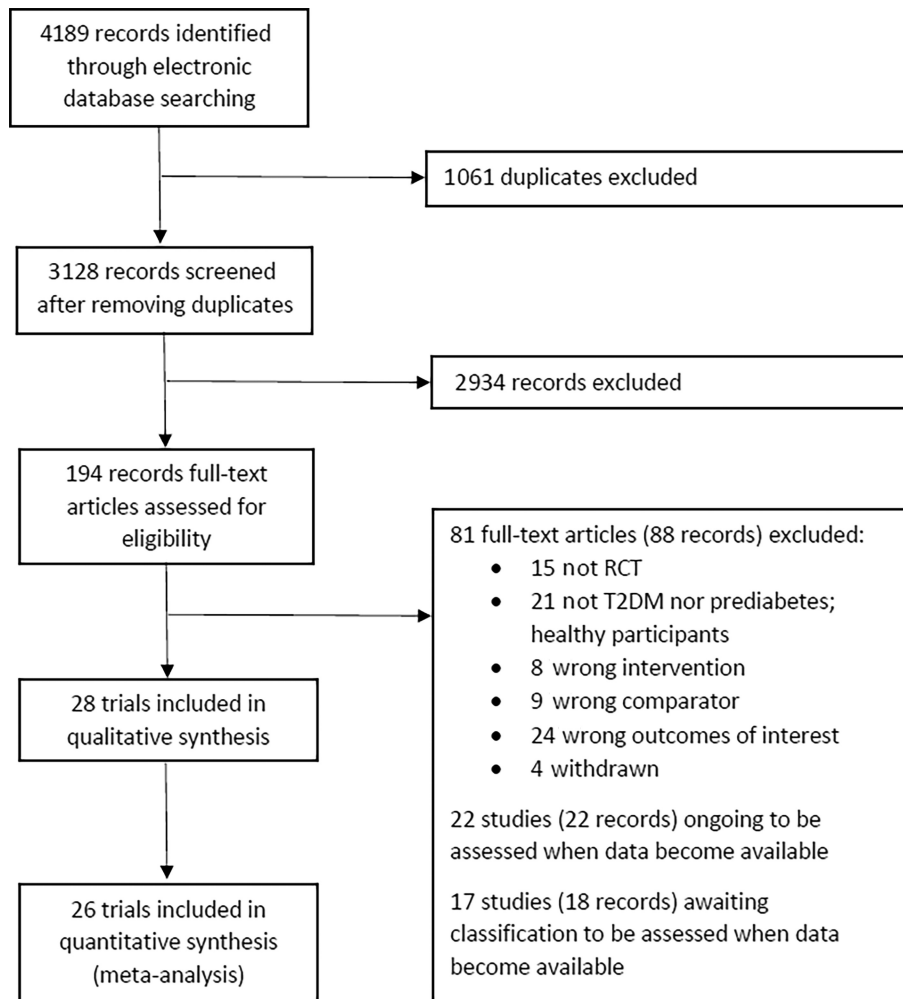 4189 records identified
through electronic
database searching
1061 duplicates excluded
3128 records screened
after removing duplicates
2934 records excluded
194 records full-text
articles assessed for
eligibility
81 full-text articles (88 records) excluded:
• 15 not RCT
• 21 not T2DM nor prediabetes;
healthy participants
• 8 wrong intervention
• 9 wrong comparator
• 24 wrong outcomes of interest
• 4 withdrawn
22 studies (22 records) ongoing to be
assessed when data become available
17 studies (18 records) awaiting
classification to be assessed when data
become available
28 trials included in
qualitative synthesis
26 trials included in
quantitative synthesis
(meta-analysis)